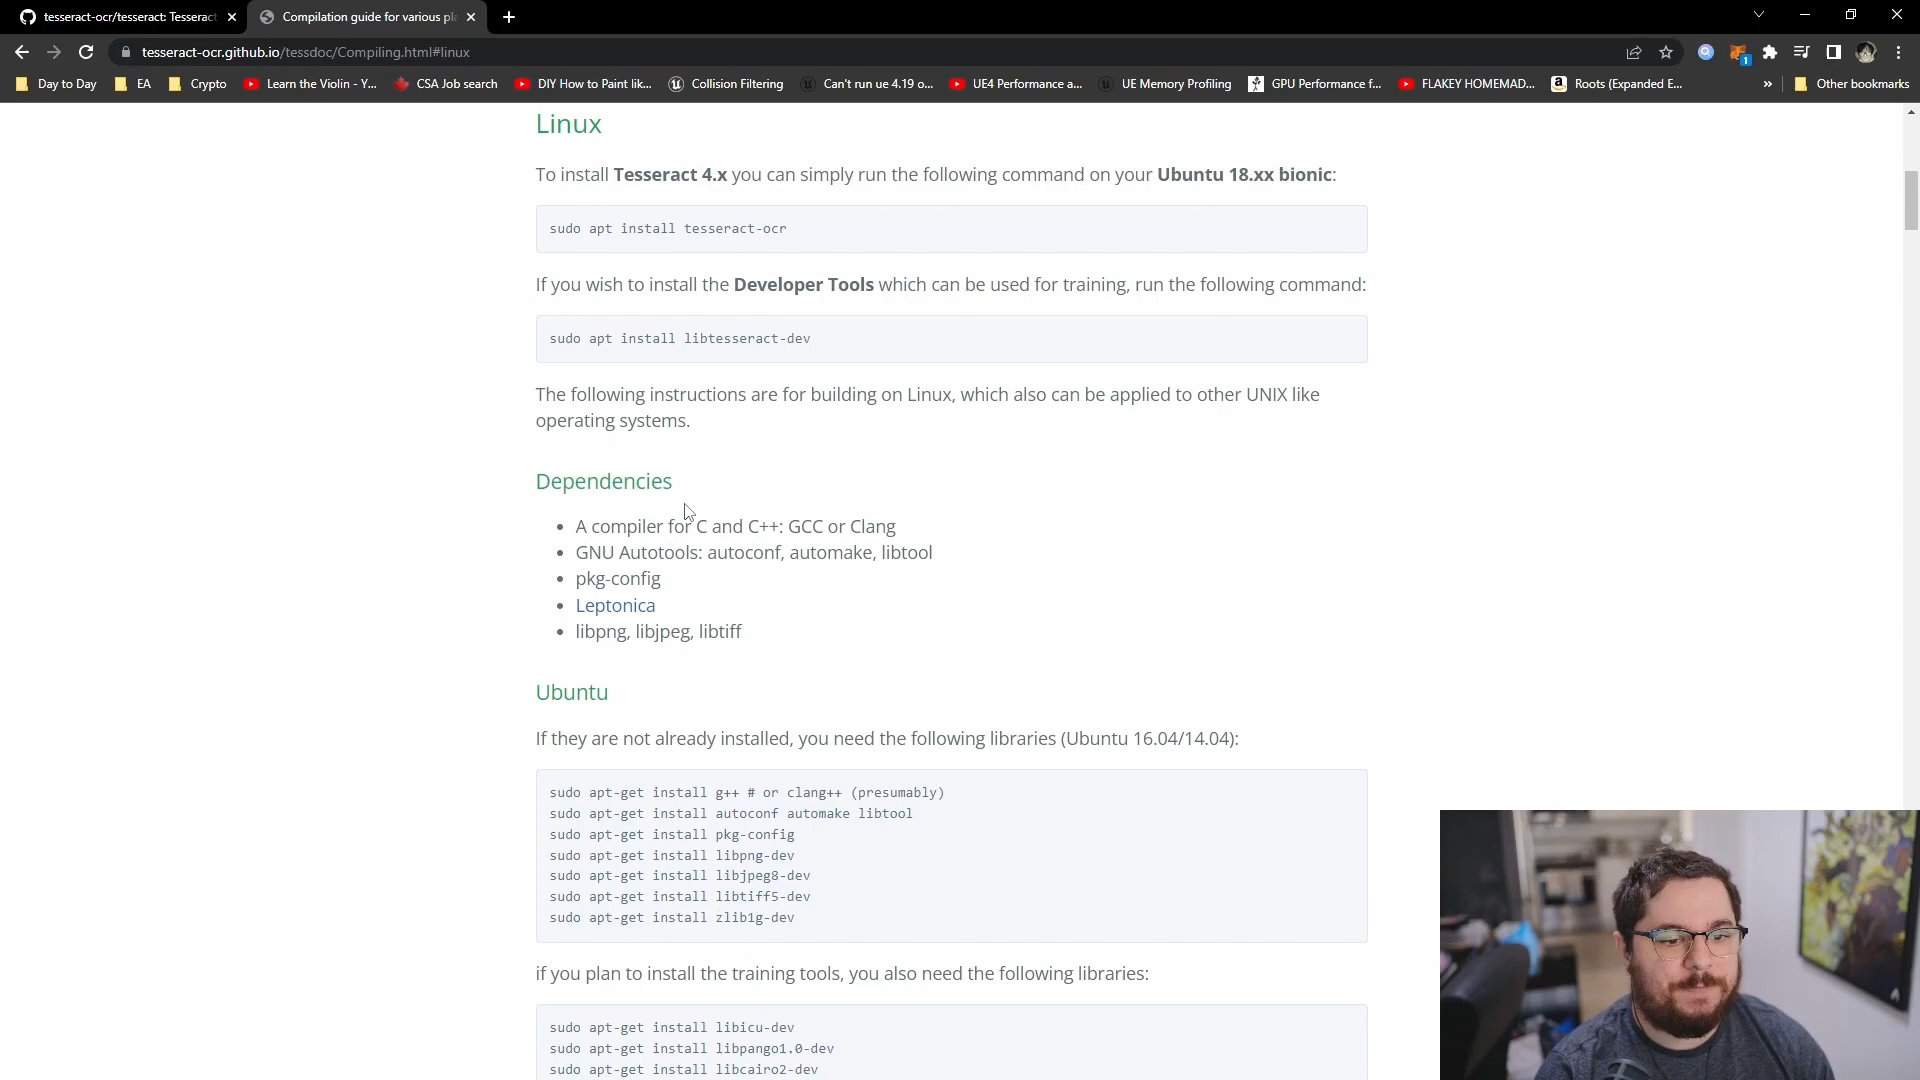 tesseract-ocr/tesseract: Tesserac
Compilation guide for various pl
tesseract-ocr.github.io/tessdoc/Compiling.html#linux
1
Day to Day
EA
Crypto
Learn the Violin - Y...
CSA Job search
DIY How to Paint lik...
Collision Filtering
Can't run ue 4.19 o...
UE4 Performance a...
UE Memory Profiling
GPU Performance f...
FLAKEY HOMEMAD...
Roots (Expanded E...
»
Other bookmarks
Linux
To install Tesseract 4.x you can simply run the following command on your Ubuntu 18.xx bionic:
sudo apt install tesseract-ocr
If you wish to install the Developer Tools which can be used for training, run the following command:
sudo apt install libtesseract-dev
The following instructions are for building on Linux, which also can be applied to other UNIX like
operating systems.
Dependencies
• A compiler for C and C++: GCC or Clang
• GNU Autotools: autoconf, automake, libtool
• pkg-config
• Leptonica
• libpng, libjpeg, libtiff
Ubuntu
If they are not already installed, you need the following libraries (Ubuntu 16.04/14.04):
sudo apt-get install g++ # or clang++ (presumably)
sudo apt-get install autoconf automake libtool
sudo apt-get install pkg-config
sudo apt-get install libpng-dev
sudo apt-get install libjpeg8-dev
sudo apt-get install libtiff5-dev
sudo apt-get install zlib1g-dev
if you plan to install the training tools, you also need the following libraries:
sudo apt-get install libicu-dev
sudo apt-get install libpango1.0-dev
sudo apt-get install libcairo2-dev